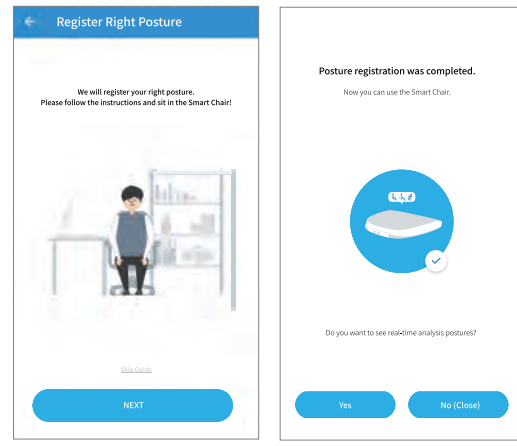 Register Right Posture
We will register your right posture.
Please follow the instructions and sit in the Smart Chair!
Skip Guide
NEXT
Posture registration was completed.
Now you can use the Smart Chair.
Do you want to see real-time analysis postures?
Yes
No (Close)